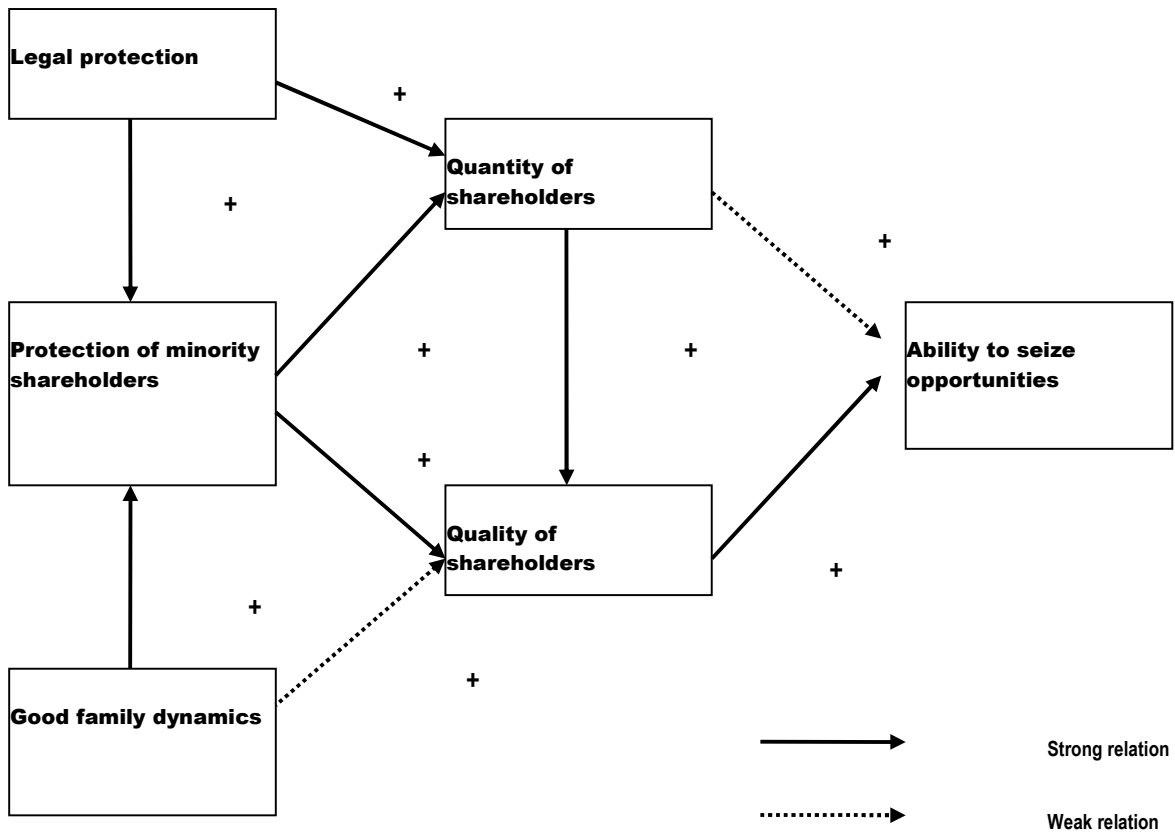 Legal protection
+
Quantity of
shareholders
+
+
Protection of minority
shareholders
+
+
Ability to seize
opportunities
+
Quality of
shareholders
+
+
+
Good family dynamics
Strong relation
Weak relation